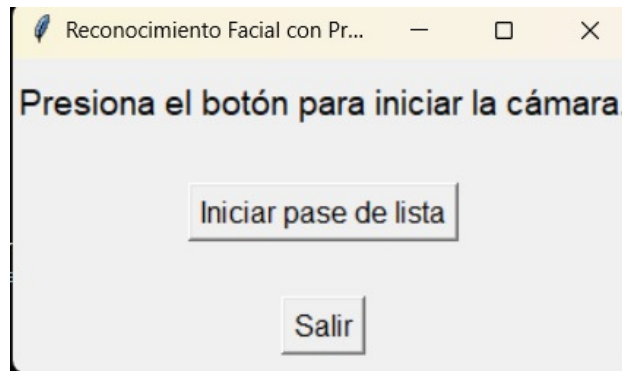 Reconocimiento Facial con Pr...
Presiona el botón para iniciar la cámara.
Iniciar pase de lista
Salir